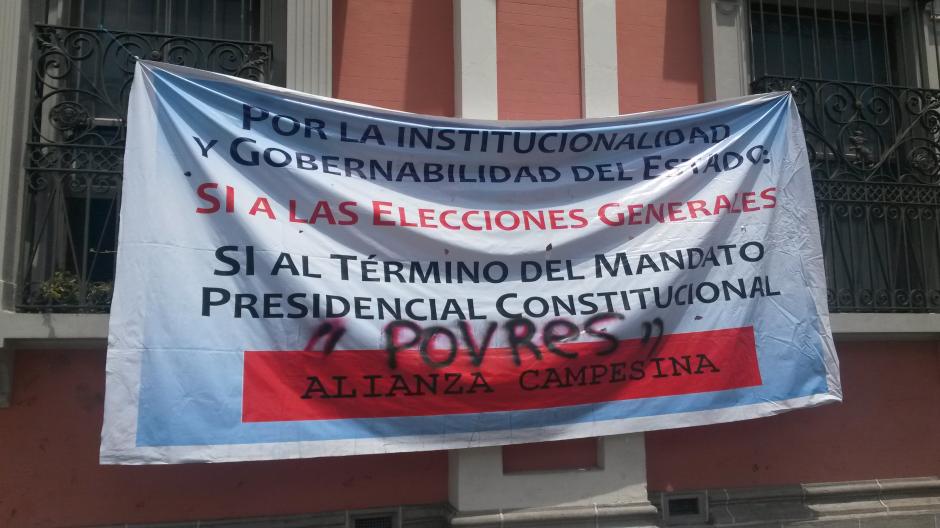 POR LA INSTITUCIONALIDAD
Y GOBERNABILIDAD DEL ESTADO:
SI A LAS ELECCIONES GENERALES
SI AL TÉRMINO DEL MANDATO
PRESIDENCIAL CONSTITUCIONAL
"POVRes"
ALIANZA CAMPESINA